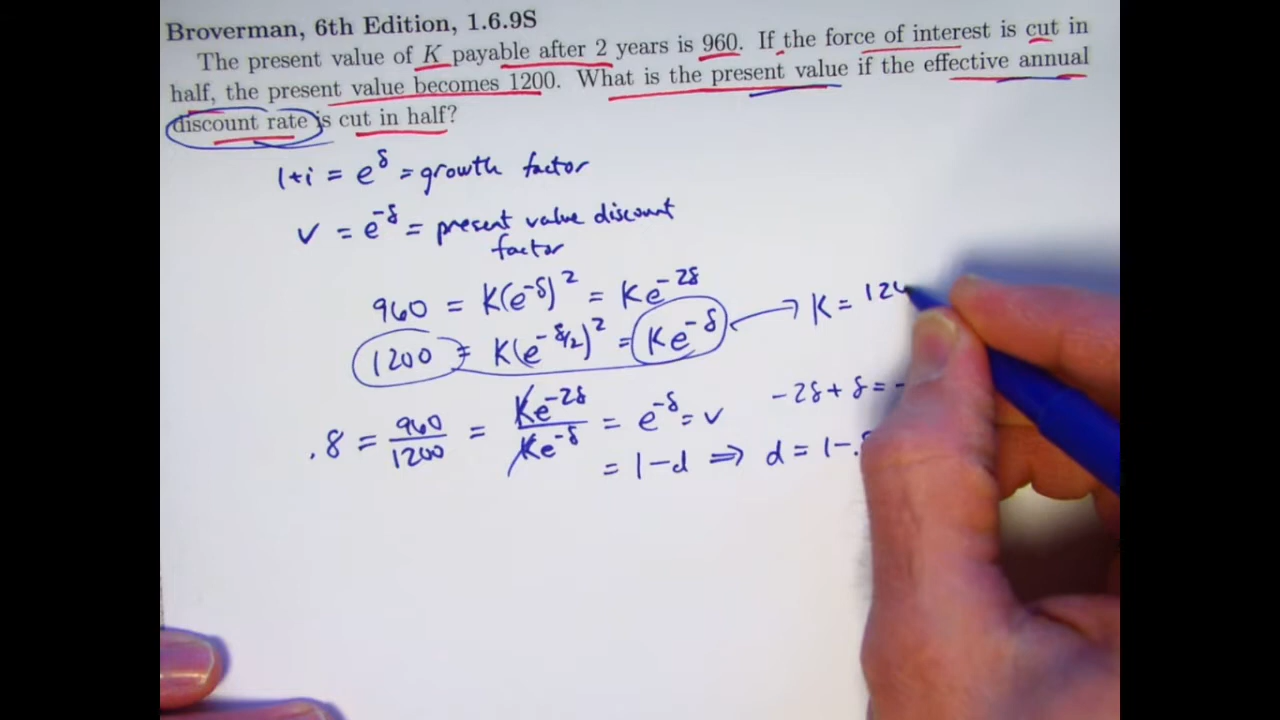 Broverman, 6th Edition, 1.6.9S
The present value of K payable after 2 years is 960. If the force of interest is cut in
half, the present value becomes 1200. What is the present value if the effective annual
discount rate is cut in half?
1+i = e^δ = growth factor
v = e^-δ = present value discount
factor
960 = K(e^-δ)^2 = Ke^-2δ
1200 = K(e^-δ/2)^2 = Ke^-δ → K = 120
.8 = 960/1200 = Ke^-2δ/Ke^-δ = e^-δ = v -2δ + δ = -
= 1-d ⇒ d = 1-.